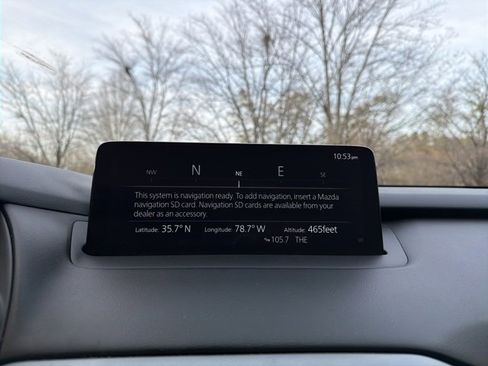 10:53 pm
NW N NE E SE
This system is navigation ready. To add navigation, insert a Mazda
navigation SD card. Navigation SD cards are available from your
dealer as an accessory.
Latitude: 35.7° N Longitude: 78.7° W Altitude: 465feet
105.7 THE